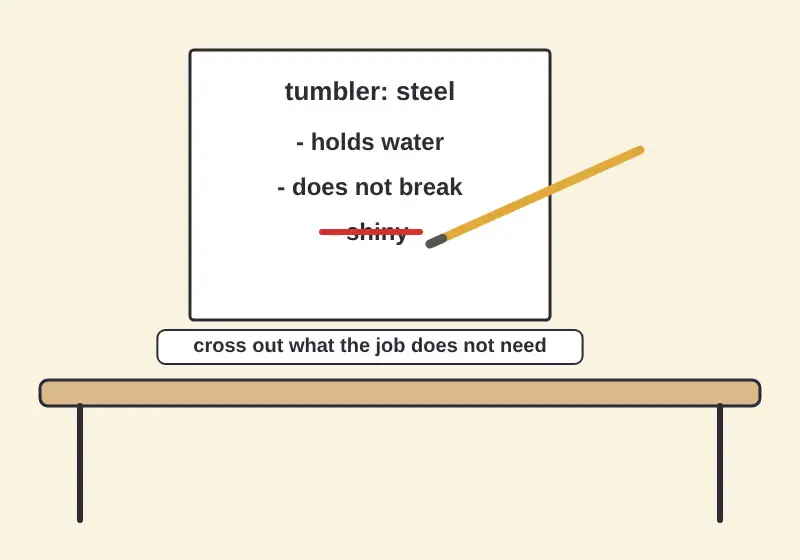 tumbler: steel
- holds water
- does not break
shiny
cross out what the job does not need